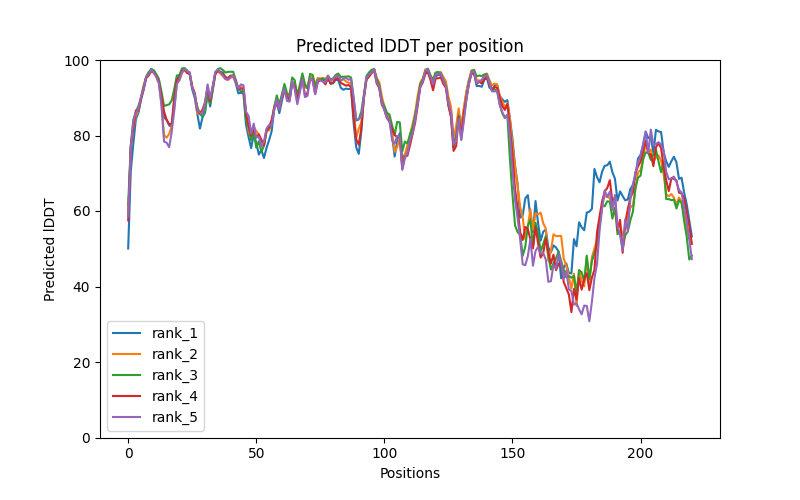 Predicted lDDT per position
100
80
60
40
20
0
Predicted lDDT
rank_1
rank_2
rank_3
rank_4
rank_5
0 50 100 150 200
Positions